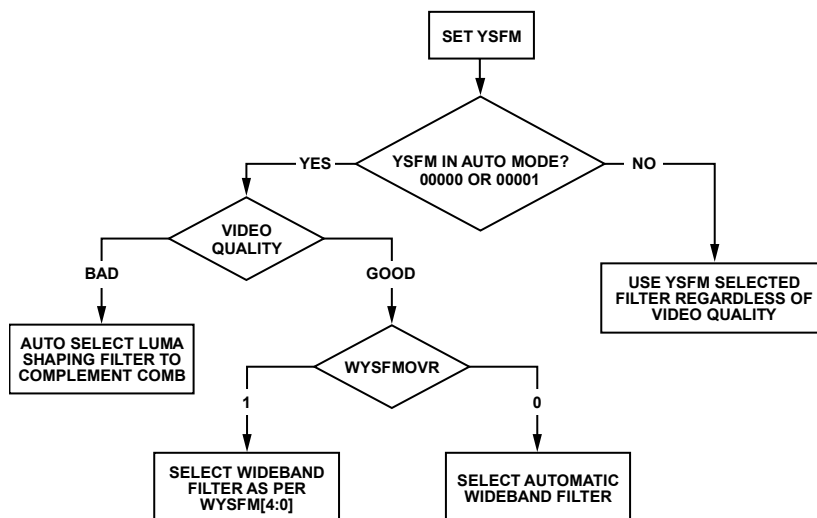 SET YSFM
YSFM IN AUTO MODE?
00000 OR 00001
YES
NO
VIDEO
QUALITY
BAD
GOOD
USE YSFM SELECTED
FILTER REGARDLESS OF
VIDEO QUALITY
AUTO SELECT LUMA
SHAPING FILTER TO
COMPLEMENT COMB
WYSFMOVR
1
0
SELECT WIDEBAND
FILTER AS PER
WYSFM[4:0]
SELECT AUTOMATIC
WIDEBAND FILTER